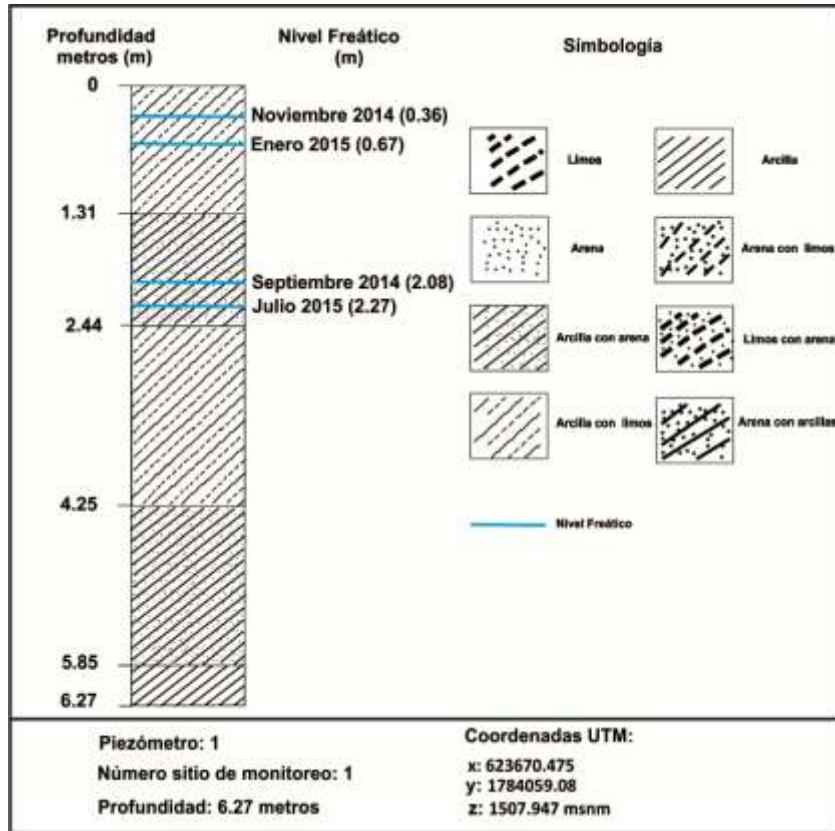 Profundidad
metros (m)
Nivel Freático
(m)
Simbología
0
Noviembre 2014 (0.36)
Enero 2015 (0.67)
1.31
Septiembre 2014 (2.08)
Julio 2015 (2.27)
2.44
4.25
5.85
6.27
Limos
Arcilla
Arena
Arena con limos
Arcilla con arena
Limos con arena
Arcilla con limos
Arena con arcillas
Nivel Freático
Piezómetro: 1
Número sitio de monitoreo: 1
Profundidad: 6.27 metros
Coordenadas UTM:
x: 623670.475
y: 1784059.08
z: 1507.947 msnm